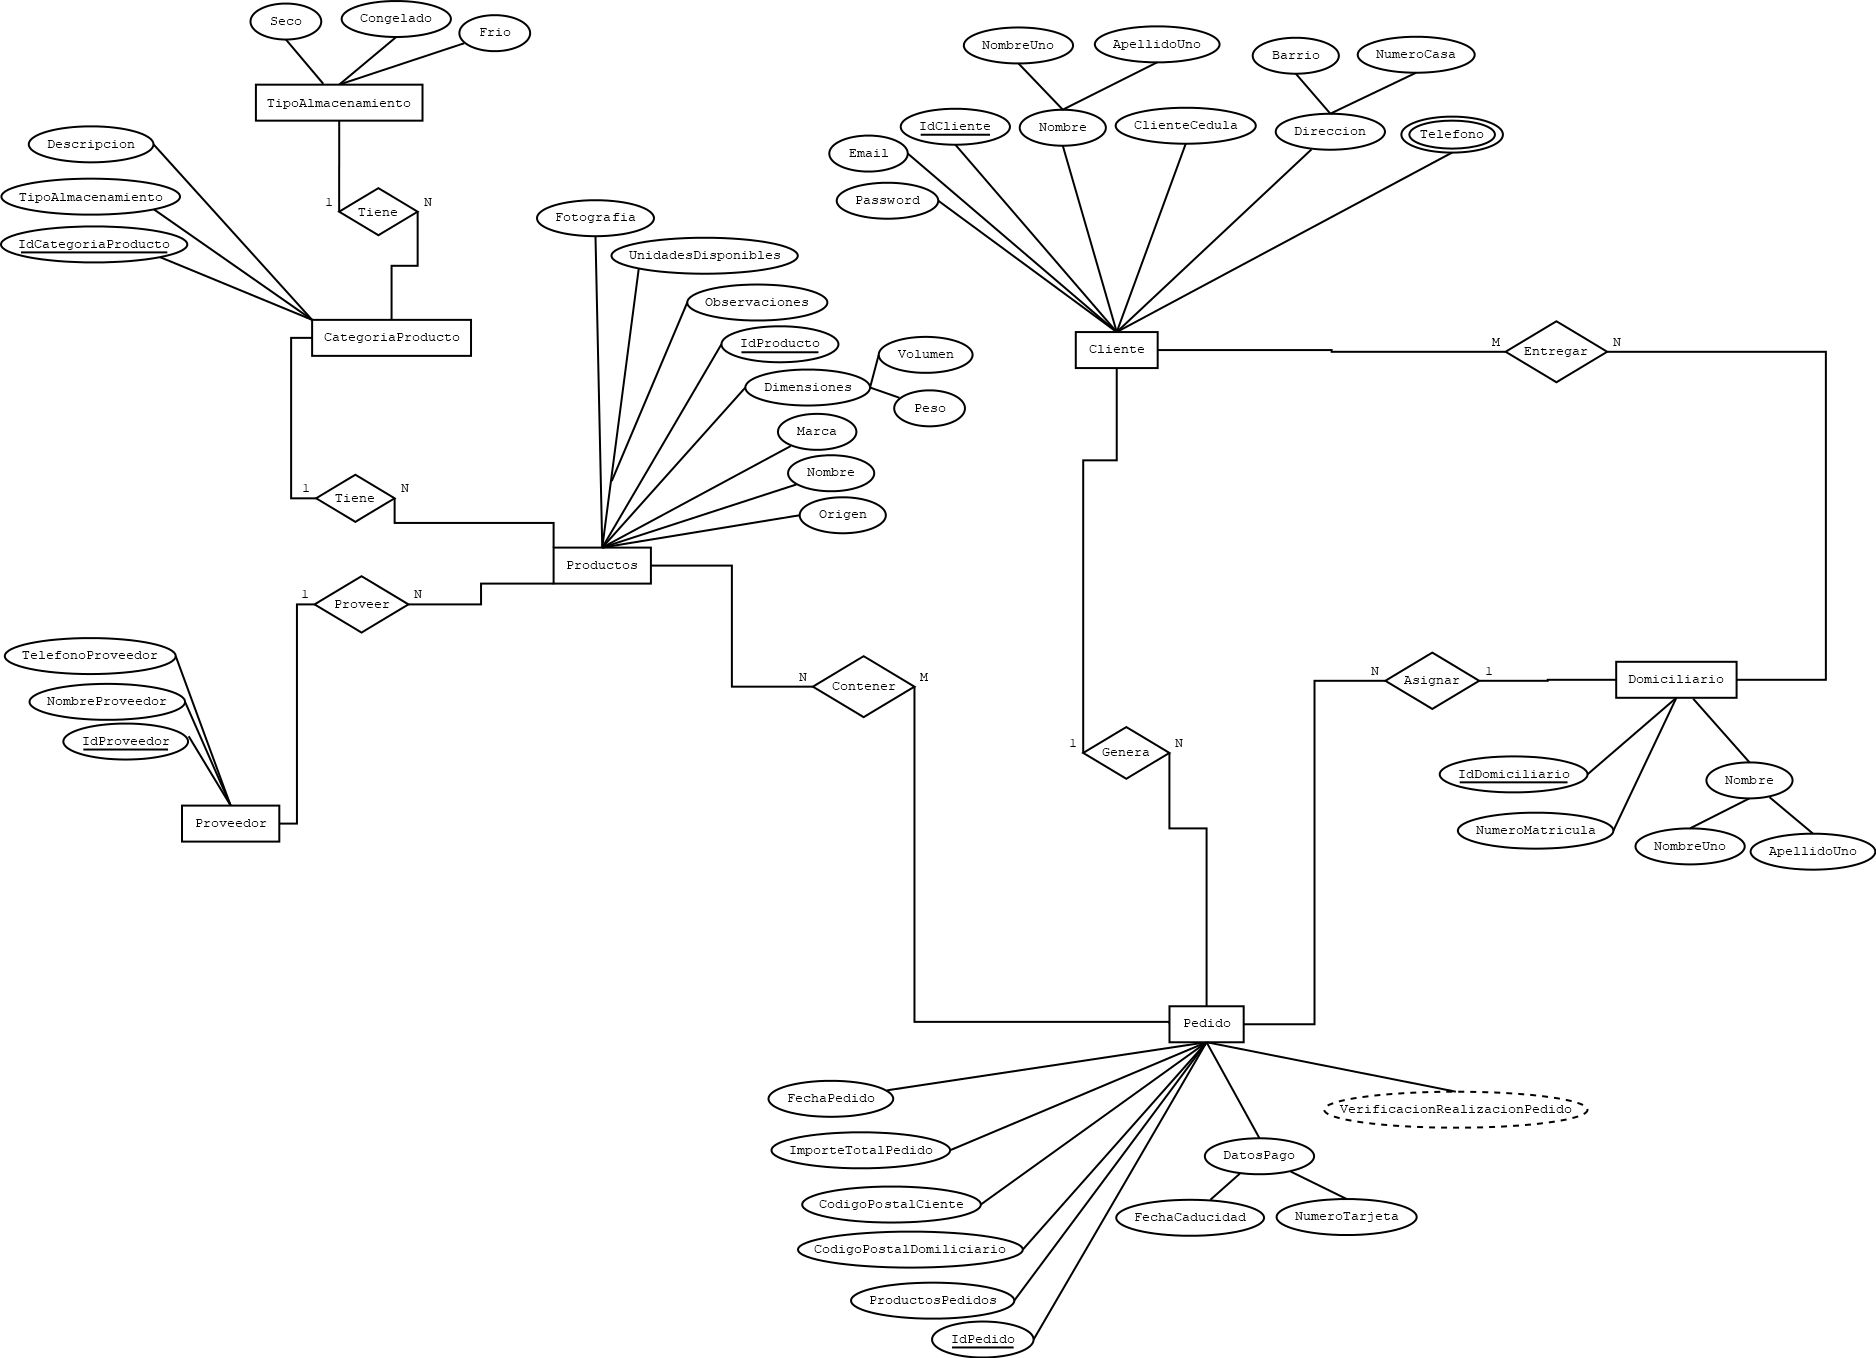 Seco
Congelado
Frio
TipoAlmacenamiento
Descripcion
TipoAlmacenamiento
IdCategoriaProducto
1
Tiene
N
CategoriaProducto
Fotografia
UnidadesDisponibles
Observaciones
IdProducto
Dimensiones
Volumen
Peso
Marca
Nombre
Origen
1
Tiene
N
Productos
1
Proveer
N
TelefonoProveedor
NombreProveedor
IdProveedor
Proveedor
N
Contener
M
NombreUno
ApellidoUno
Barrio
NumeroCasa
Email
IdCliente
Nombre
ClienteCedula
Direccion
Telefono
Password
Cliente
M
Entregar
N
1
Genera
N
N
Asignar
1
Domiciliario
IdDomiciliario
Nombre
NumeroMatricula
NombreUno
ApellidoUno
Pedido
FechaPedido
ImporteTotalPedido
CodigoPostalCiente
CodigoPostalDomiliciario
ProductosPedidos
IdPedido
DatosPago
FechaCaducidad
NumeroTarjeta
VerificacionRealizacionPedido